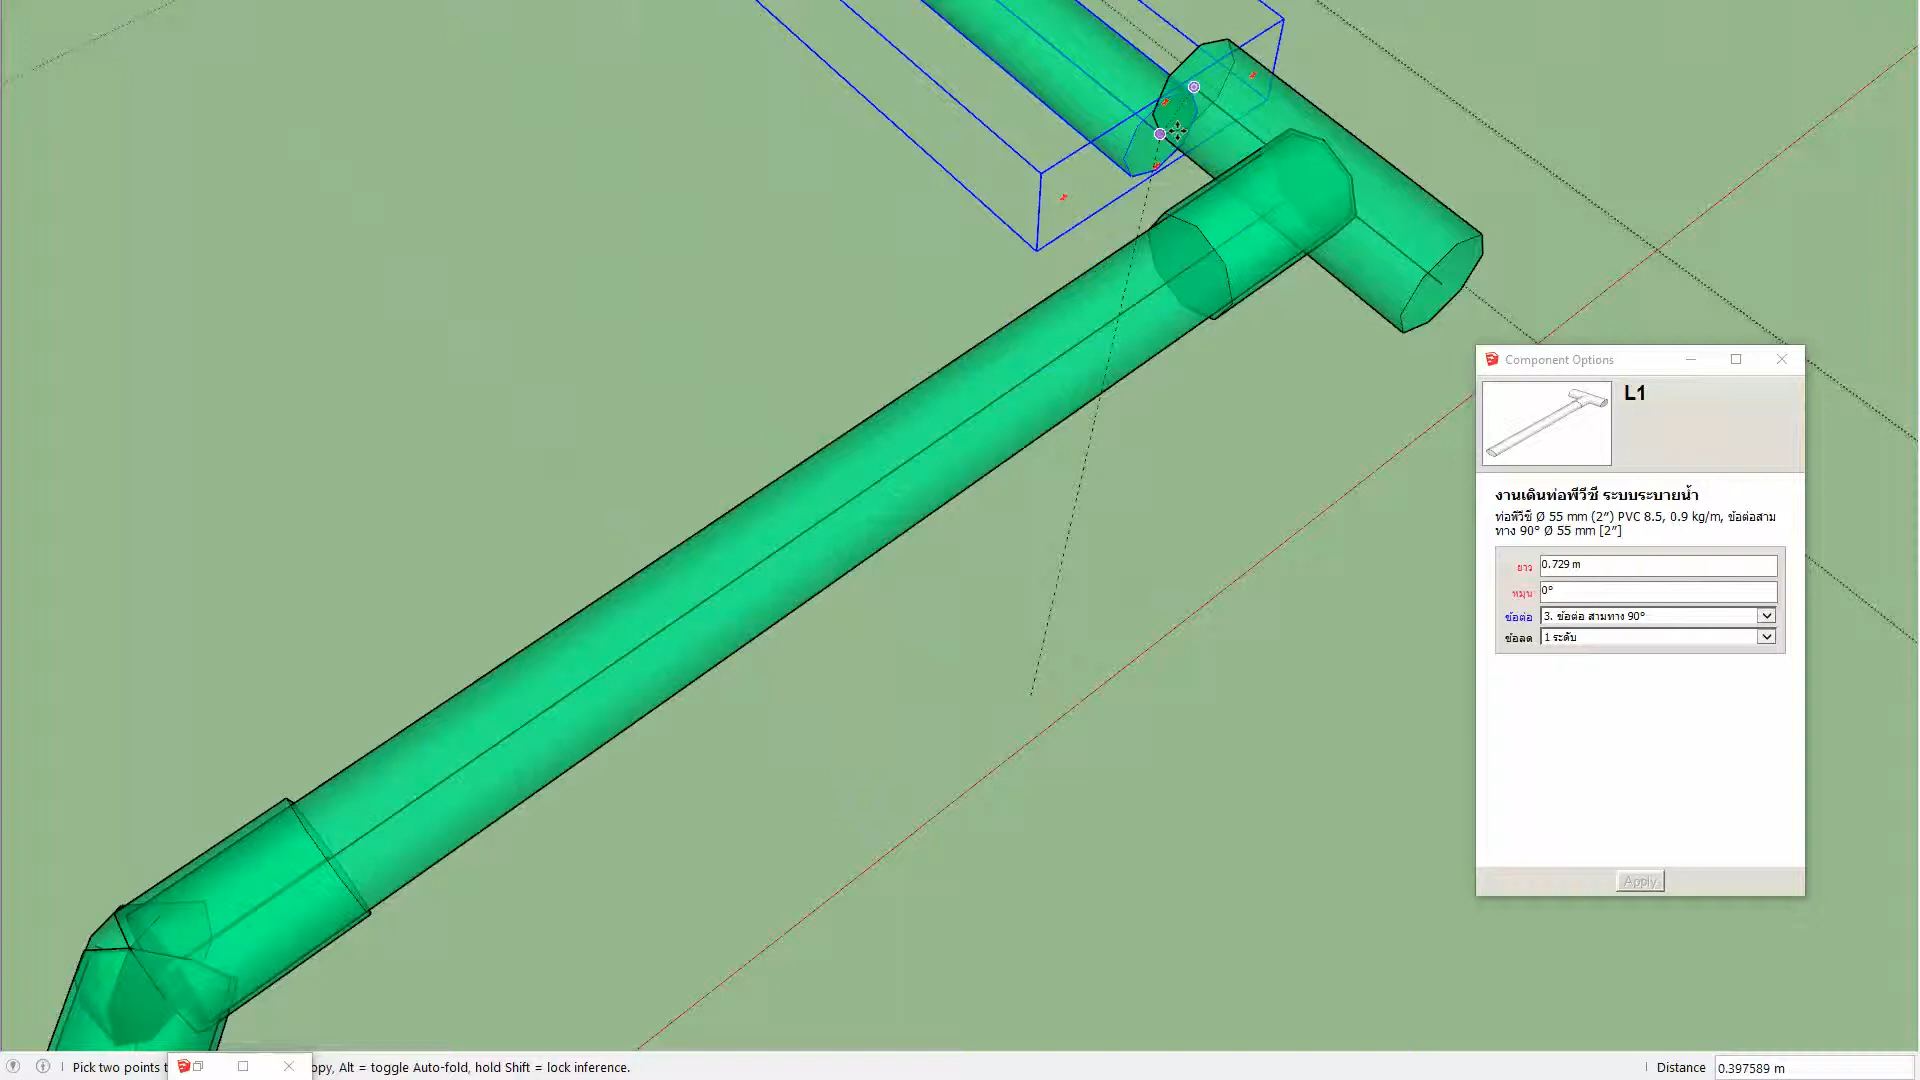 Component Options
L1
งานเดินท่อพีวีซี ระบบระบายน้ำ
ท่อพีวีซี Ø 55 mm (2”) PVC 8.5, 0.9 kg/m, ข้อต่อสาม
ทาง 90° Ø 55 mm [2”]
ยาว 0.729 m
หมุน 0°
ข้อต่อ 3. ข้อต่อ สามทาง 90°
ข้อลด 1 ระดับ
Apply
Pick two points opy, Alt = toggle Auto-fold, hold Shift = lock inference.
Distance 0.397589 m